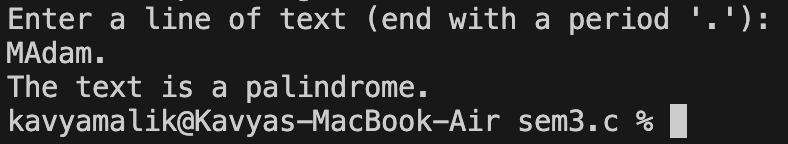 Enter a line of text (end with a period '.'):
MAdam.
The text is a palindrome.
kavyamalik@Kavyas-MacBook-Air sem3.c %